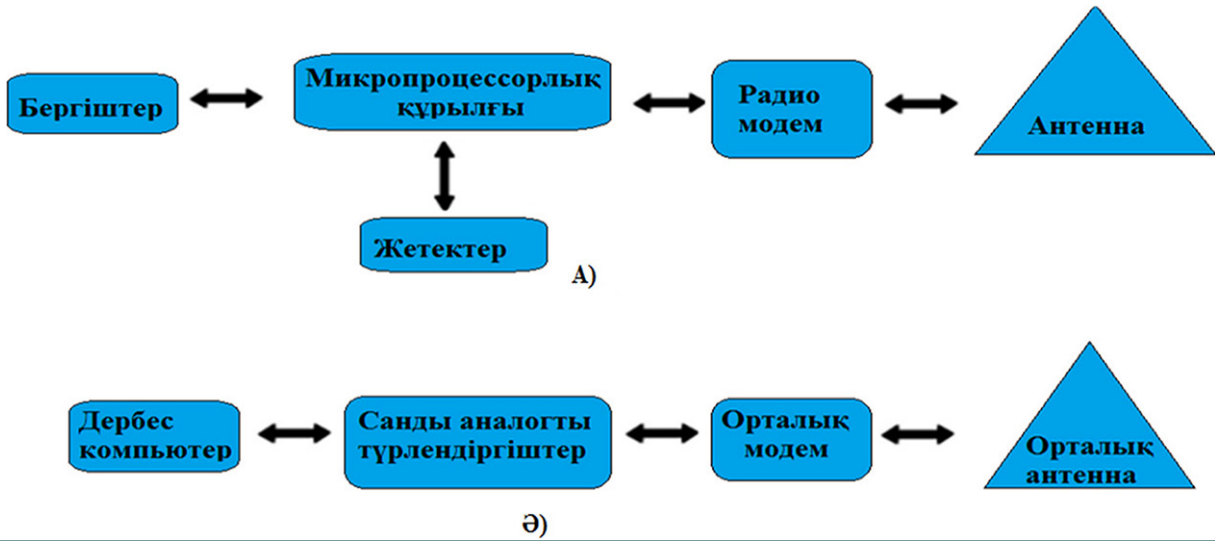 Бергіштер
Микропроцессорлық
құрылғы
Радио
модем
Антенна
Жетектер
А)
Дербес
компьютер
Санды аналогты
түрлендіргіштер
Орталық
модем
Орталық
антенна
Ә)